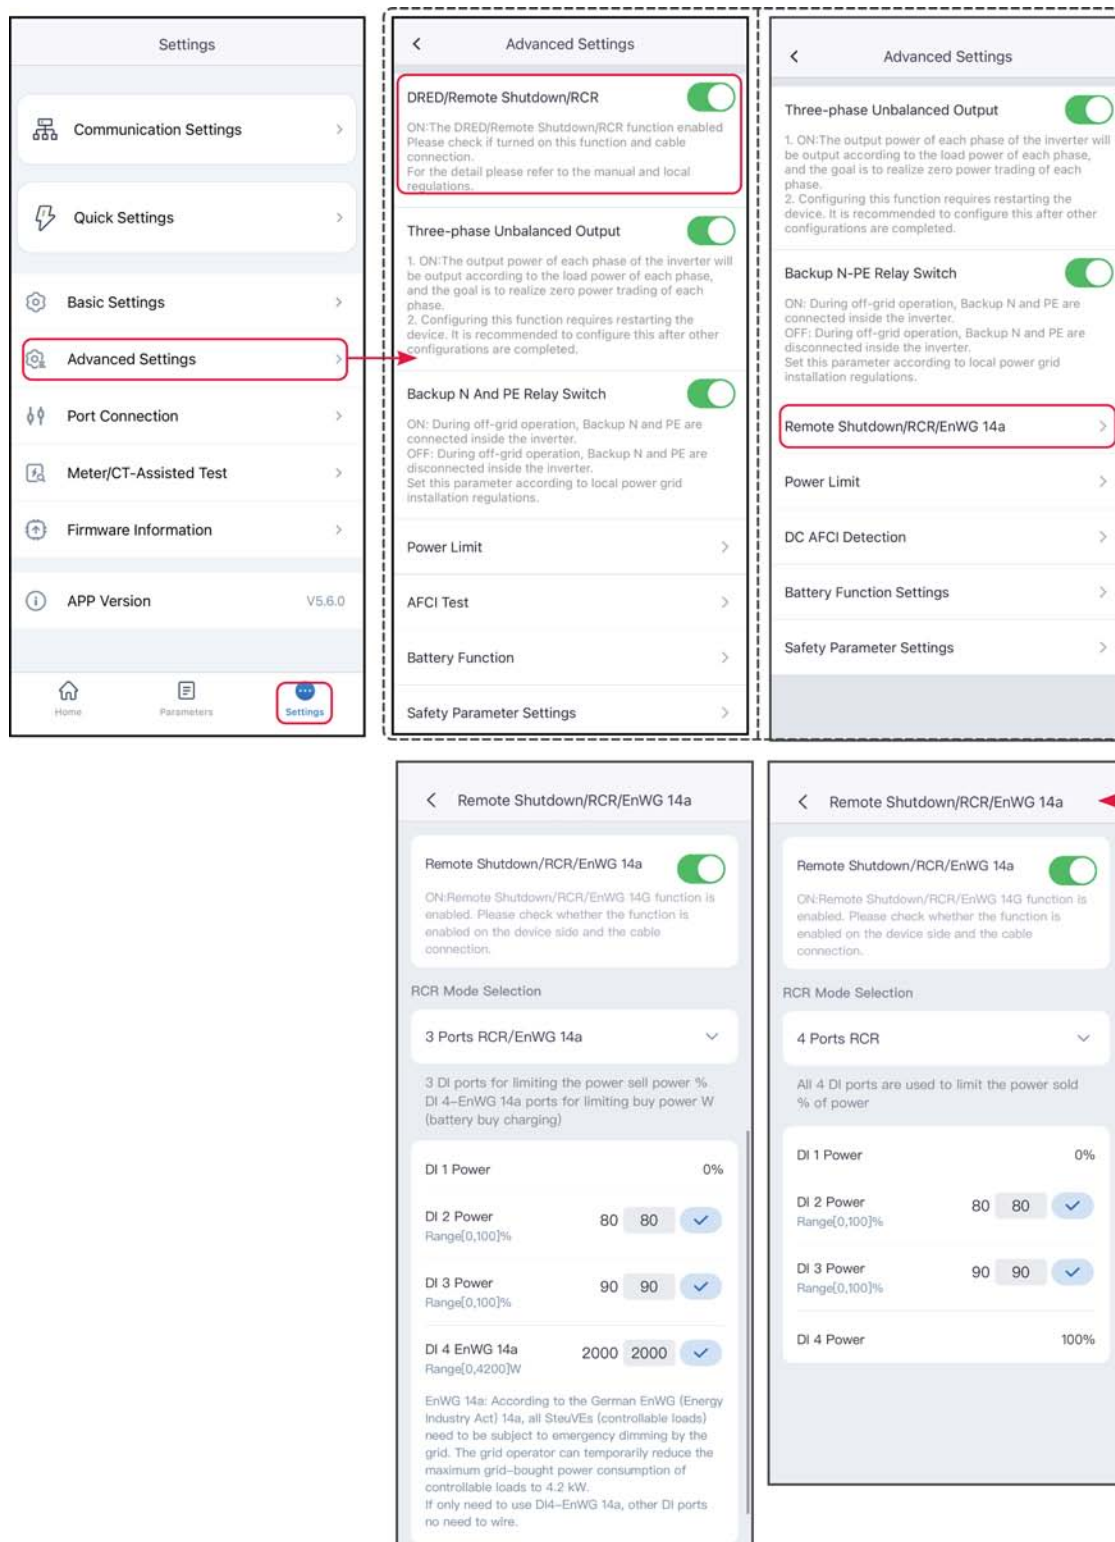 Settings
Communication Settings
Quick Settings
Basic Settings
Advanced Settings
Port Connection
Meter/CT-Assisted Test
Firmware Information
APP Version V5.6.0
Home Parameters Settings
Advanced Settings
DRED/Remote Shutdown/RCR
ON:The DRED/Remote Shutdown/RCR function enabled
Please check if turned on this function and cable
connection.
For the detail please refer to the manual and local
regulations.
Three-phase Unbalanced Output
1. ON:The output power of each phase of the inverter will
be output according to the load power of each phase,
and the goal is to realize zero power trading of each
phase.
2. Configuring this function requires restarting the
device. It is recommended to configure this after other
configurations are completed.
Backup N And PE Relay Switch
ON: During off-grid operation, Backup N and PE are
connected inside the inverter.
OFF: During off-grid operation, Backup N and PE are
disconnected inside the inverter.
Set this parameter according to local power grid
installation regulations.
Power Limit
AFCI Test
Battery Function
Safety Parameter Settings
Advanced Settings
Three-phase Unbalanced Output
1. ON:The output power of each phase of the inverter will
be output according to the load power of each phase,
and the goal is to realize zero power trading of each
phase.
2. Configuring this function requires restarting the
device. It is recommended to configure this after other
configurations are completed.
Backup N-PE Relay Switch
ON: During off-grid operation, Backup N and PE are
connected inside the inverter.
OFF: During off-grid operation, Backup N and PE are
disconnected inside the inverter.
Set this parameter according to local power grid
installation regulations.
Remote Shutdown/RCR/EnWG 14a
Power Limit
DC AFCI Detection
Battery Function Settings
Safety Parameter Settings
Remote Shutdown/RCR/EnWG 14a
Remote Shutdown/RCR/EnWG 14a
ON:Remote Shutdown/RCR/EnWG 14G function is
enabled. Please check whether the function is
enabled on the device side and the cable
connection.
RCR Mode Selection
3 Ports RCR/EnWG 14a
3 DI ports for limiting the power sell power %
DI 4-EnWG 14a ports for limiting buy power W
(battery buy charging)
DI 1 Power 0%
DI 2 Power 80 80
Range[0,100]%
DI 3 Power 90 90
Range[0,100]%
DI 4 EnWG 14a 2000 2000
Range[0,4200]W
EnWG 14a: According to the German EnWG (Energy
Industry Act) 14a, all SteuVEs (controllable loads)
need to be subject to emergency dimming by the
grid. The grid operator can temporarily reduce the
maximum grid-bought power consumption of
controllable loads to 4.2 kW.
If only need to use DI4-EnWG 14a, other DI ports
no need to wire.
Remote Shutdown/RCR/EnWG 14a
Remote Shutdown/RCR/EnWG 14a
ON:Remote Shutdown/RCR/EnWG 14G function is
enabled. Please check whether the function is
enabled on the device side and the cable
connection.
RCR Mode Selection
4 Ports RCR
All 4 DI ports are used to limit the power sold
% of power
DI 1 Power 0%
DI 2 Power 80 80
Range[0,100]%
DI 3 Power 90 90
Range[0,100]%
DI 4 Power 100%